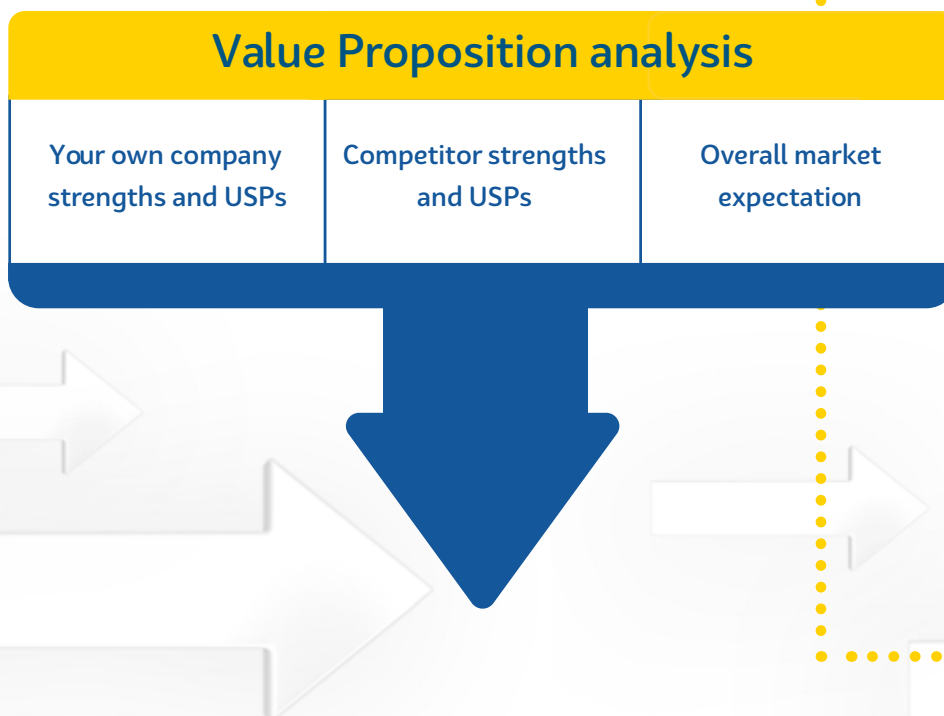 Value Proposition analysis
Your own company
strengths and USPs
Competitor strengths
and USPs
Overall market
expectation